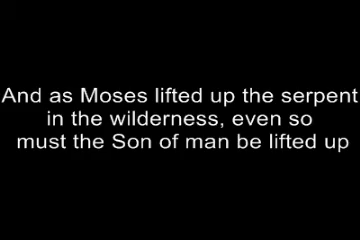 And as Moses lifted up the serpent
in the wilderness, even so
must the Son of man be lifted up